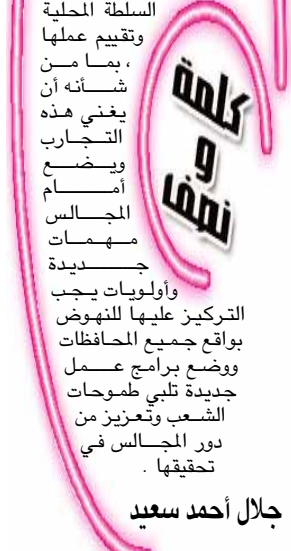 السلطة المحلية
وتقييم عملها
، بما من
شأنه أن
يغني هذه
التجارب
ويضع
أمام
المجالس
مهمات
جديدة
وأولويات يجب
التركيز عليها للنهوض
بواقع جميع المحافظات
ووضع برامج عمل
جديدة تلبي طموحات
الشعب وتعزيز من
دور المجالس في
تحقيقها .
كلمة
و
نصف
جلال أحمد سعيد